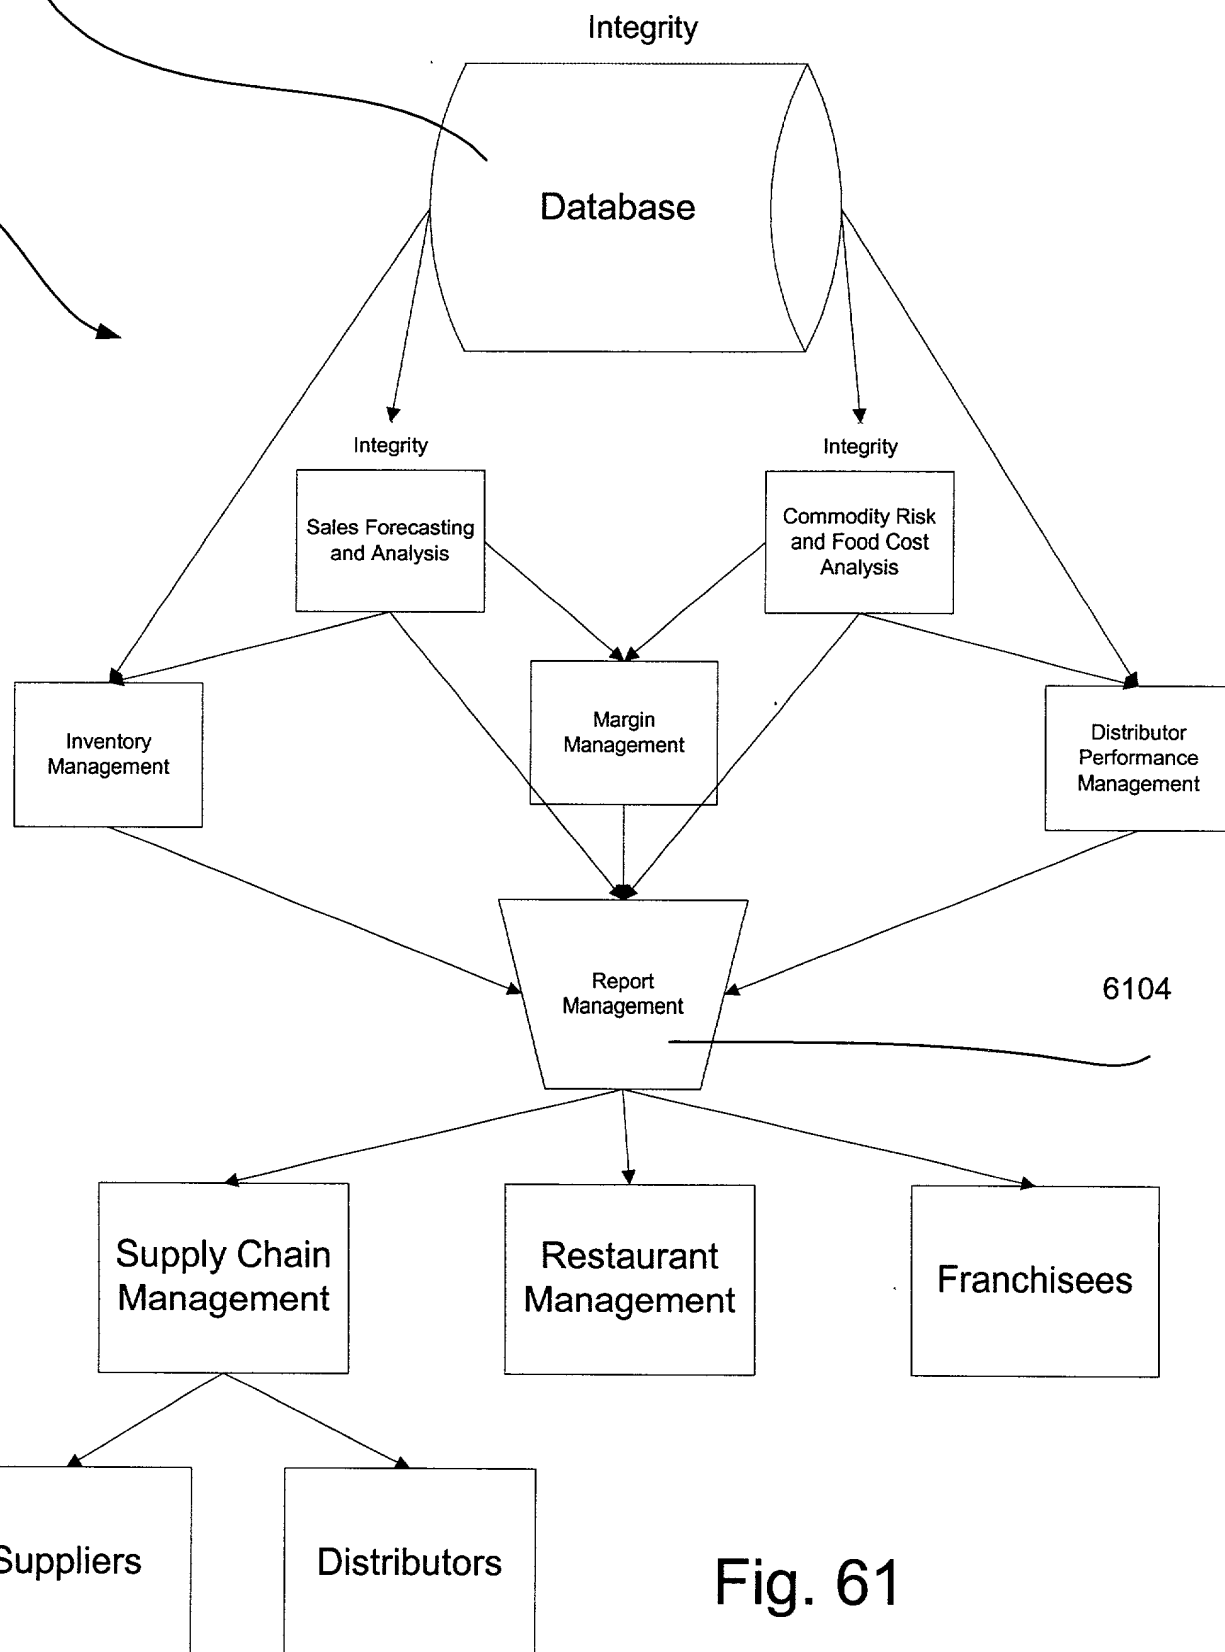 Integrity
Database
Integrity
Integrity
Sales Forecasting
and Analysis
Commodity Risk
and Food Cost
Analysis
Inventory
Management
Margin
Management
Distributor
Performance
Management
Report
Management
6104
Supply Chain
Management
Restaurant
Management
Franchisees
Suppliers
Distributors
Fig. 61